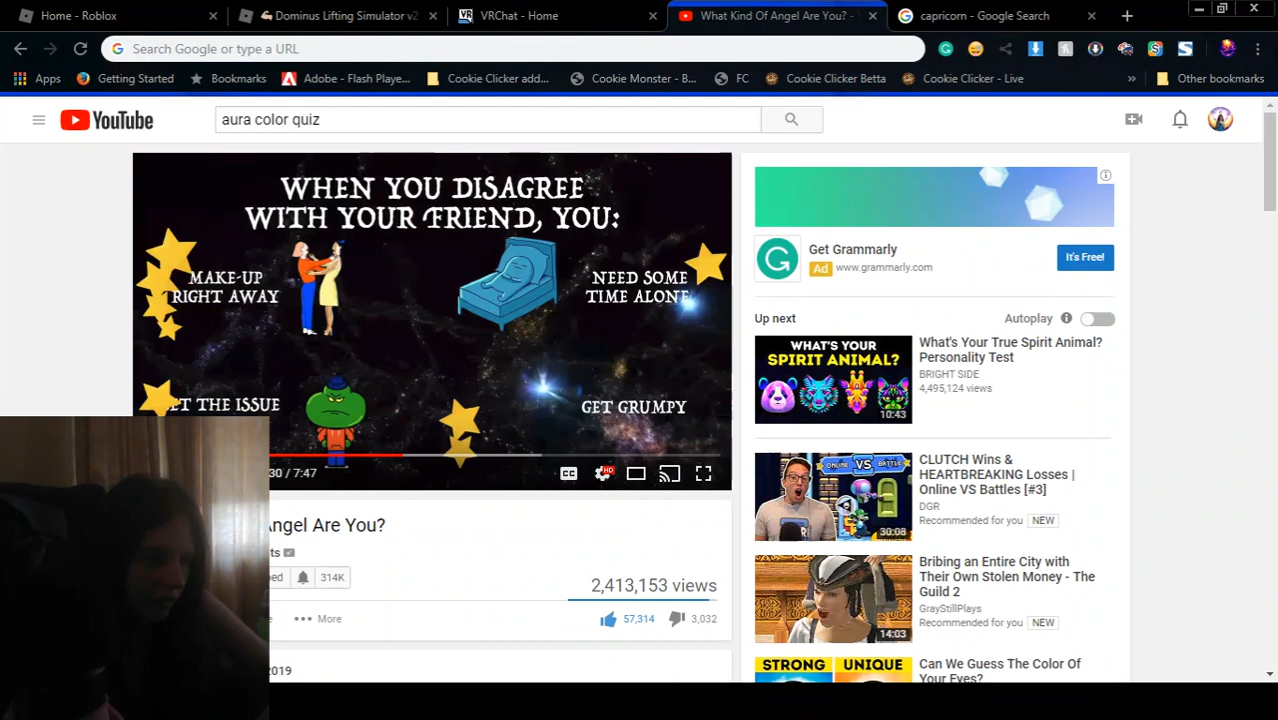 Home - Roblox
Dominus Lifting Simulator v2
VRChat - Home
What Kind Of Angel Are You? -
capricorn - Google Search
Search Google or type a URL
Apps
Getting Started
Bookmarks
Adobe - Flash Playe...
Cookie Clicker add...
Cookie Monster - B...
FC
Cookie Clicker Betta
Cookie Clicker - Live
»
Other bookmarks
YouTube
aura color quiz
WHEN YOU DISAGREE
WITH YOUR FRIEND, YOU:
MAKE-UP
RIGHT AWAY
NEED SOME
TIME ALONE
ET THE ISSUE
GET GRUMPY
30 / 7:47
CC
HD
Get Grammarly
Ad www.grammarly.com
It's Free!
Up next
Autoplay
WHAT'S YOUR
SPIRIT ANIMAL?
10:43
What's Your True Spirit Animal?
Personality Test
BRIGHT SIDE
4,495,124 views
ONLINE VS BATTLE
30:08
CLUTCH Wins &
HEARTBREAKING Losses |
Online VS Battles [#3]
DGR
Recommended for you NEW
14:03
Bribing an Entire City with
Their Own Stolen Money - The
Guild 2
GrayStillPlays
Recommended for you NEW
STRONG UNIQUE
Can We Guess The Color Of
Your Eyes?
Angel Are You?
ts
ed 314K
2,413,153 views
More
57,314
3,032
2019